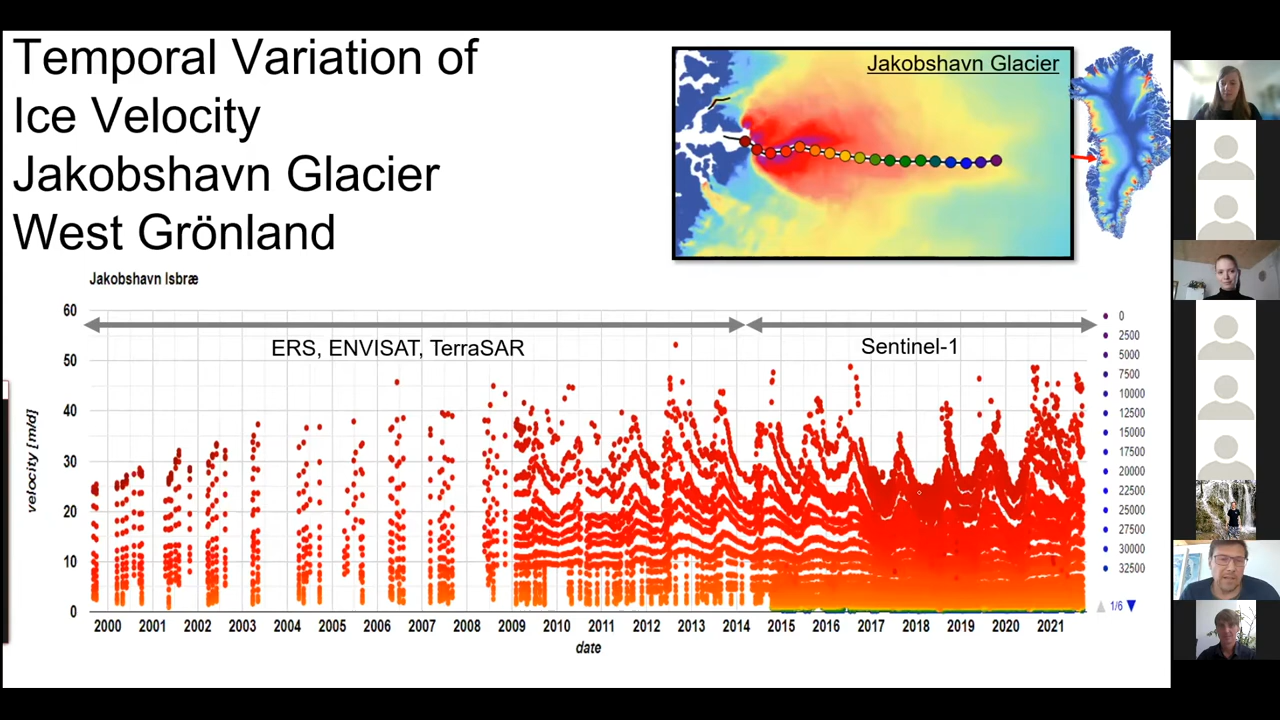 Temporal Variation of
Ice Velocity
Jakobshavn Glacier
West Grönland
Jakobshavn Glacier
Jakobshavn Isbræ
60
50
40
30
20
10
0
velocity [m/d]
ERS, ENVISAT, TerraSAR
Sentinel-1
2000 2001 2002 2003 2004 2005 2006 2007 2008 2009 2010 2011 2012 2013 2014 2015 2016 2017 2018 2019 2020 2021
date
0
2500
5000
7500
10000
12500
15000
17500
20000
22500
25000
27500
30000
32500
1/6